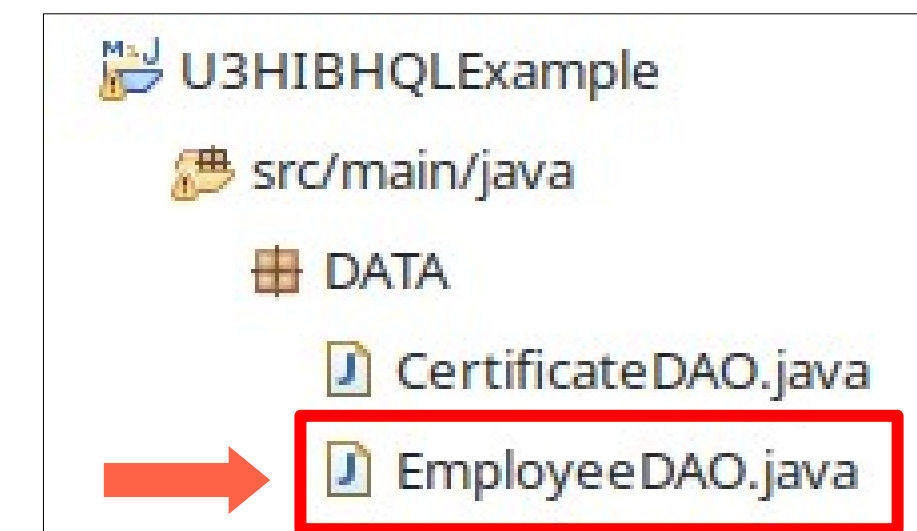 U3HIBHQLExample
src/main/java
DATA
CertificateDAO.java
EmployeeDAO.java